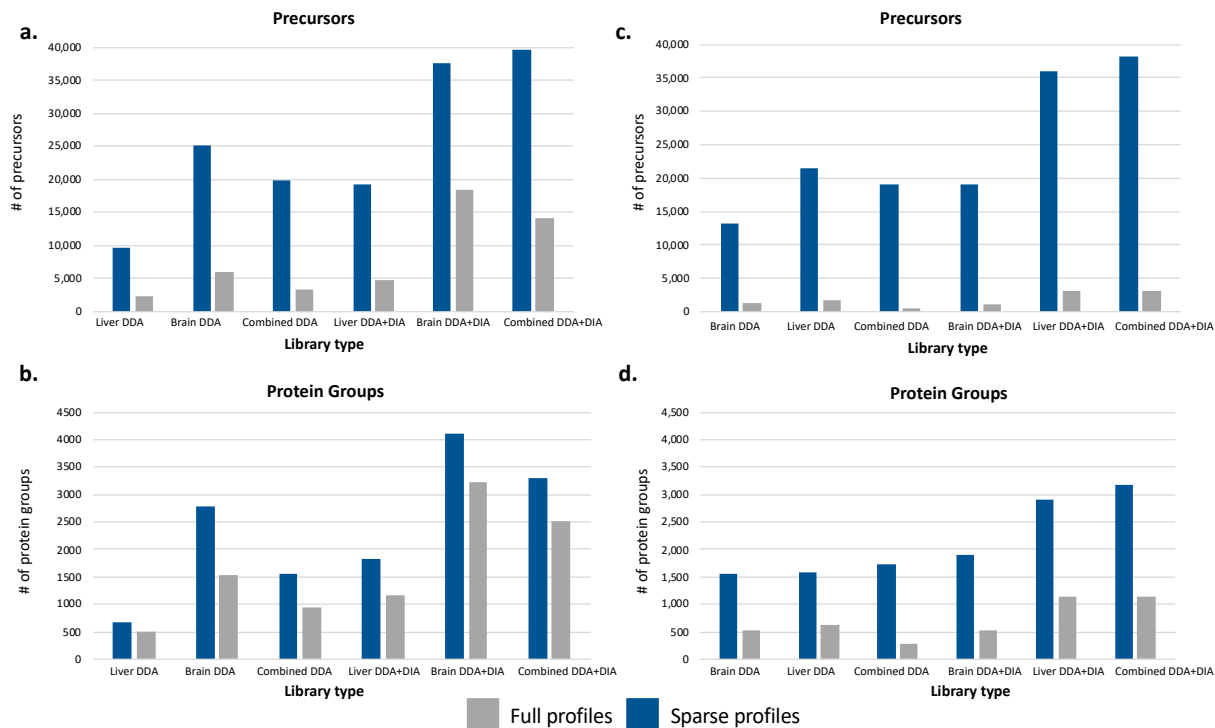 a.
Precursors
# of precursors
40,000
35,000
30,000
25,000
20,000
15,000
10,000
5,000
0
Liver DDA Brain DDA Combined DDA Liver DDA+DIA Brain DDA+DIA Combined DDA+DIA
Library type
b.
Protein Groups
# of protein groups
4500
4000
3500
3000
2500
2000
1500
1000
500
0
Liver DDA Brain DDA Combined DDA Liver DDA+DIA Brain DDA+DIA Combined DDA+DIA
Library type
c.
Precursors
# of precursors
40,000
35,000
30,000
25,000
20,000
15,000
10,000
5,000
0
Brain DDA Liver DDA Combined DDA Brain DDA+DIA Liver DDA+DIA Combined DDA+DIA
Library type
d.
Protein Groups
# of protein groups
4,500
4,000
3,500
3,000
2,500
2,000
1,500
1,000
500
0
Brain DDA Liver DDA Combined DDA Brain DDA+DIA Liver DDA+DIA Combined DDA+DIA
Library type
Full profiles Sparse profiles